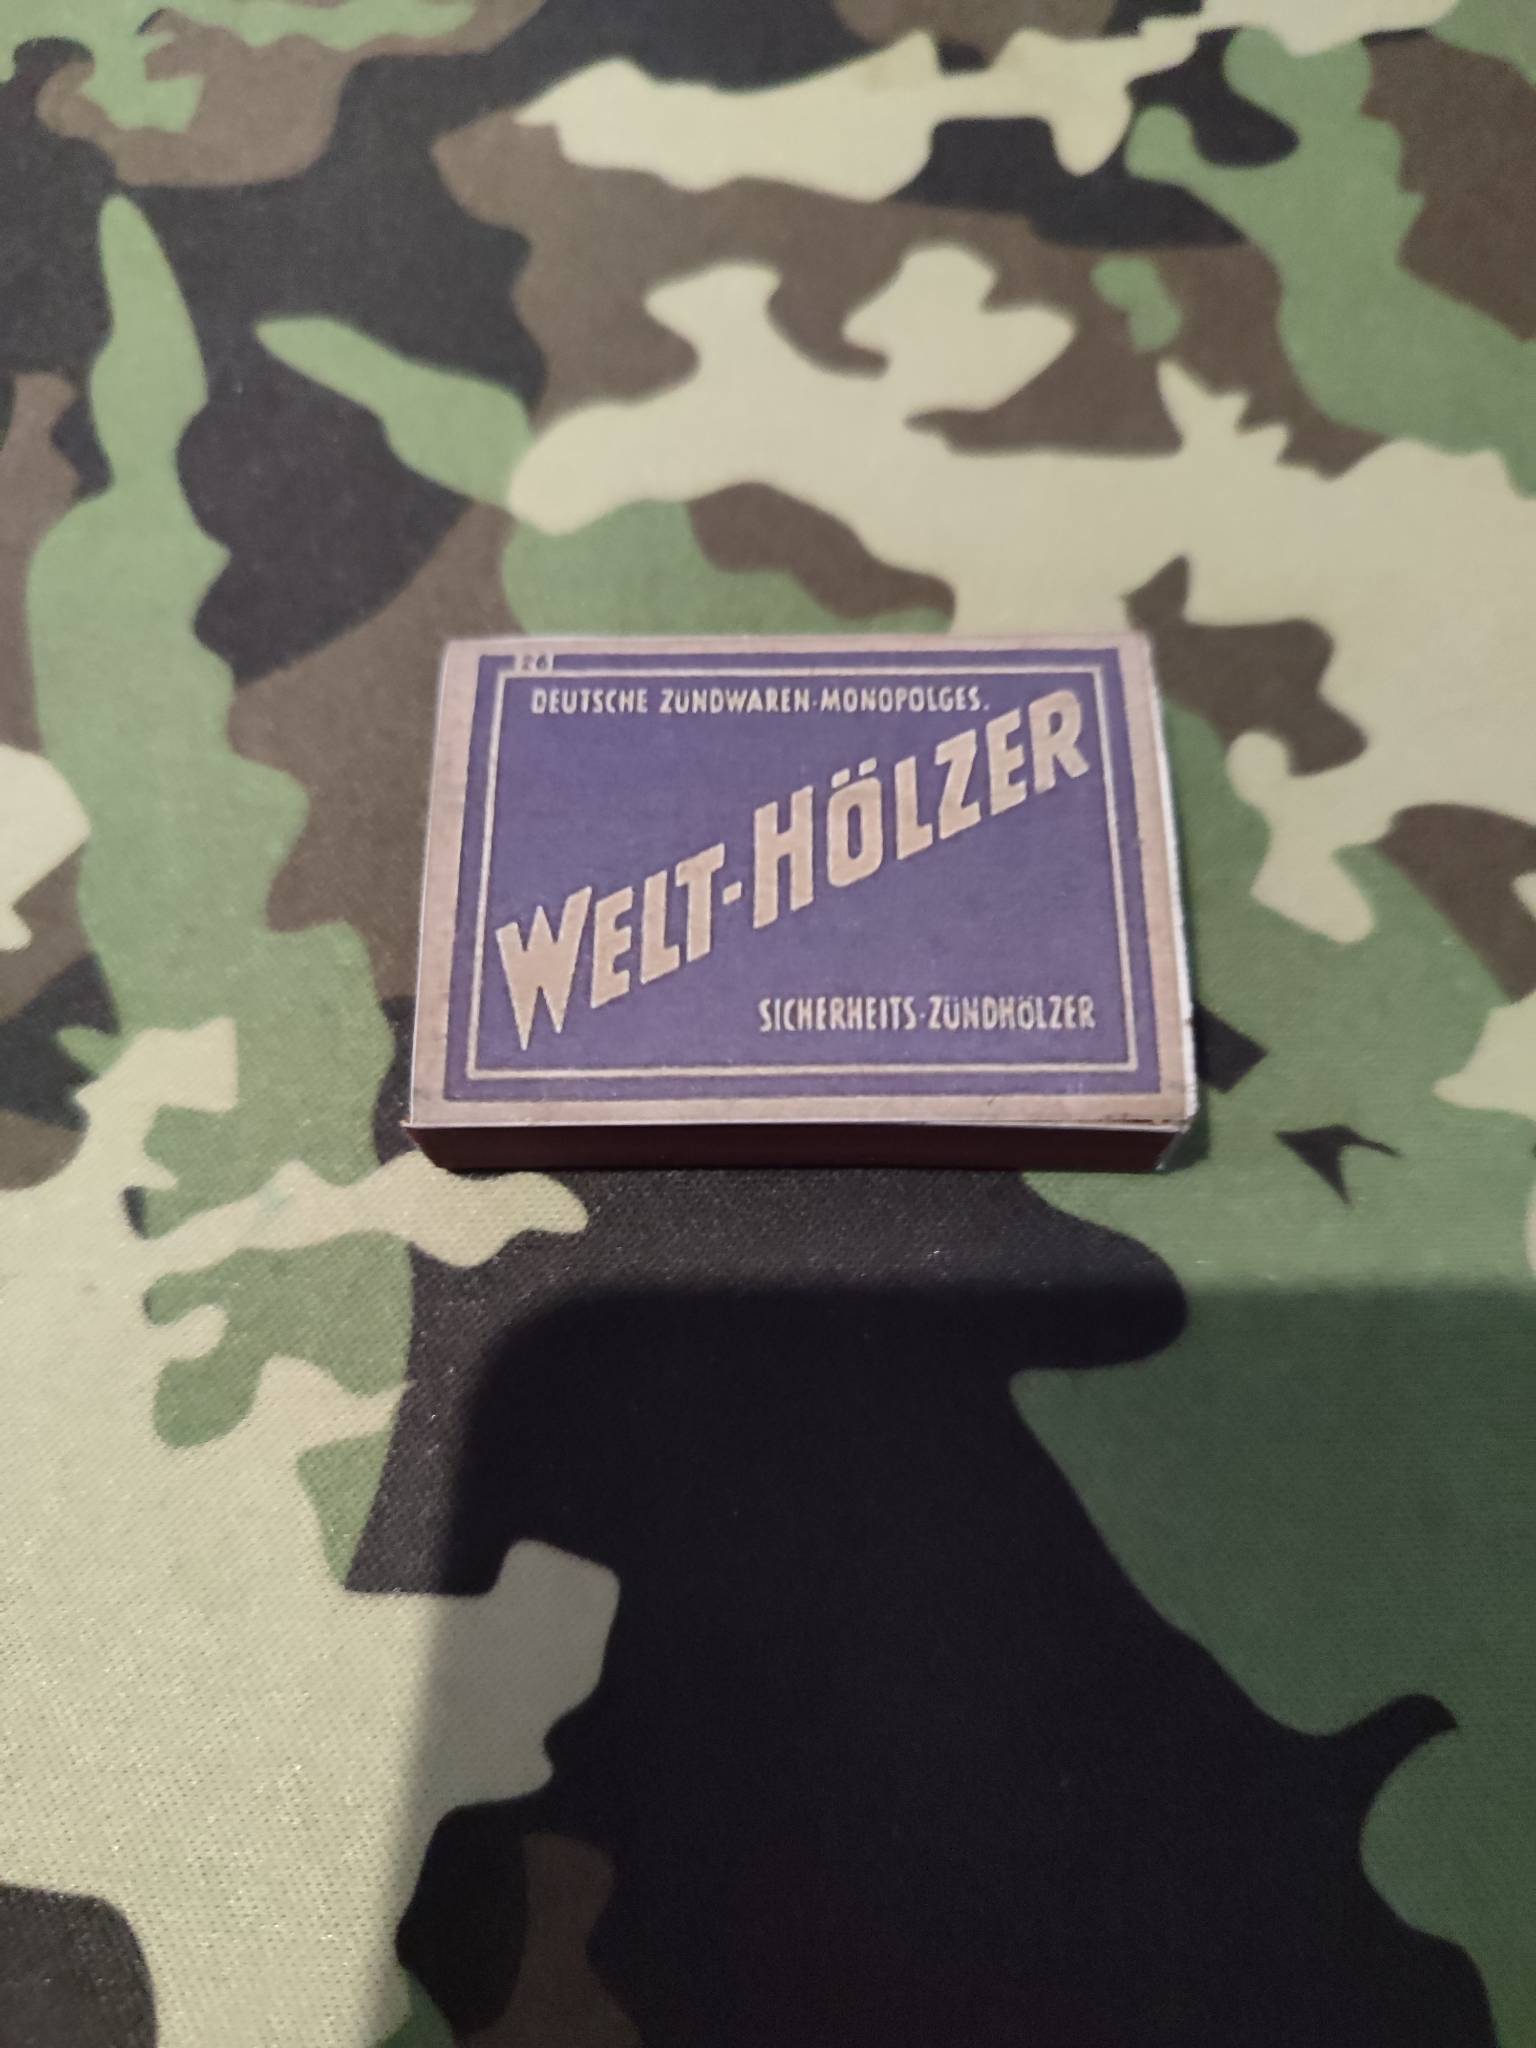 26
DEUTSCHE ZÜNDWAREN-MONOPOLGES.
WELT-HÖLZER
SICHERHEITS-ZÜNDHÖLZER